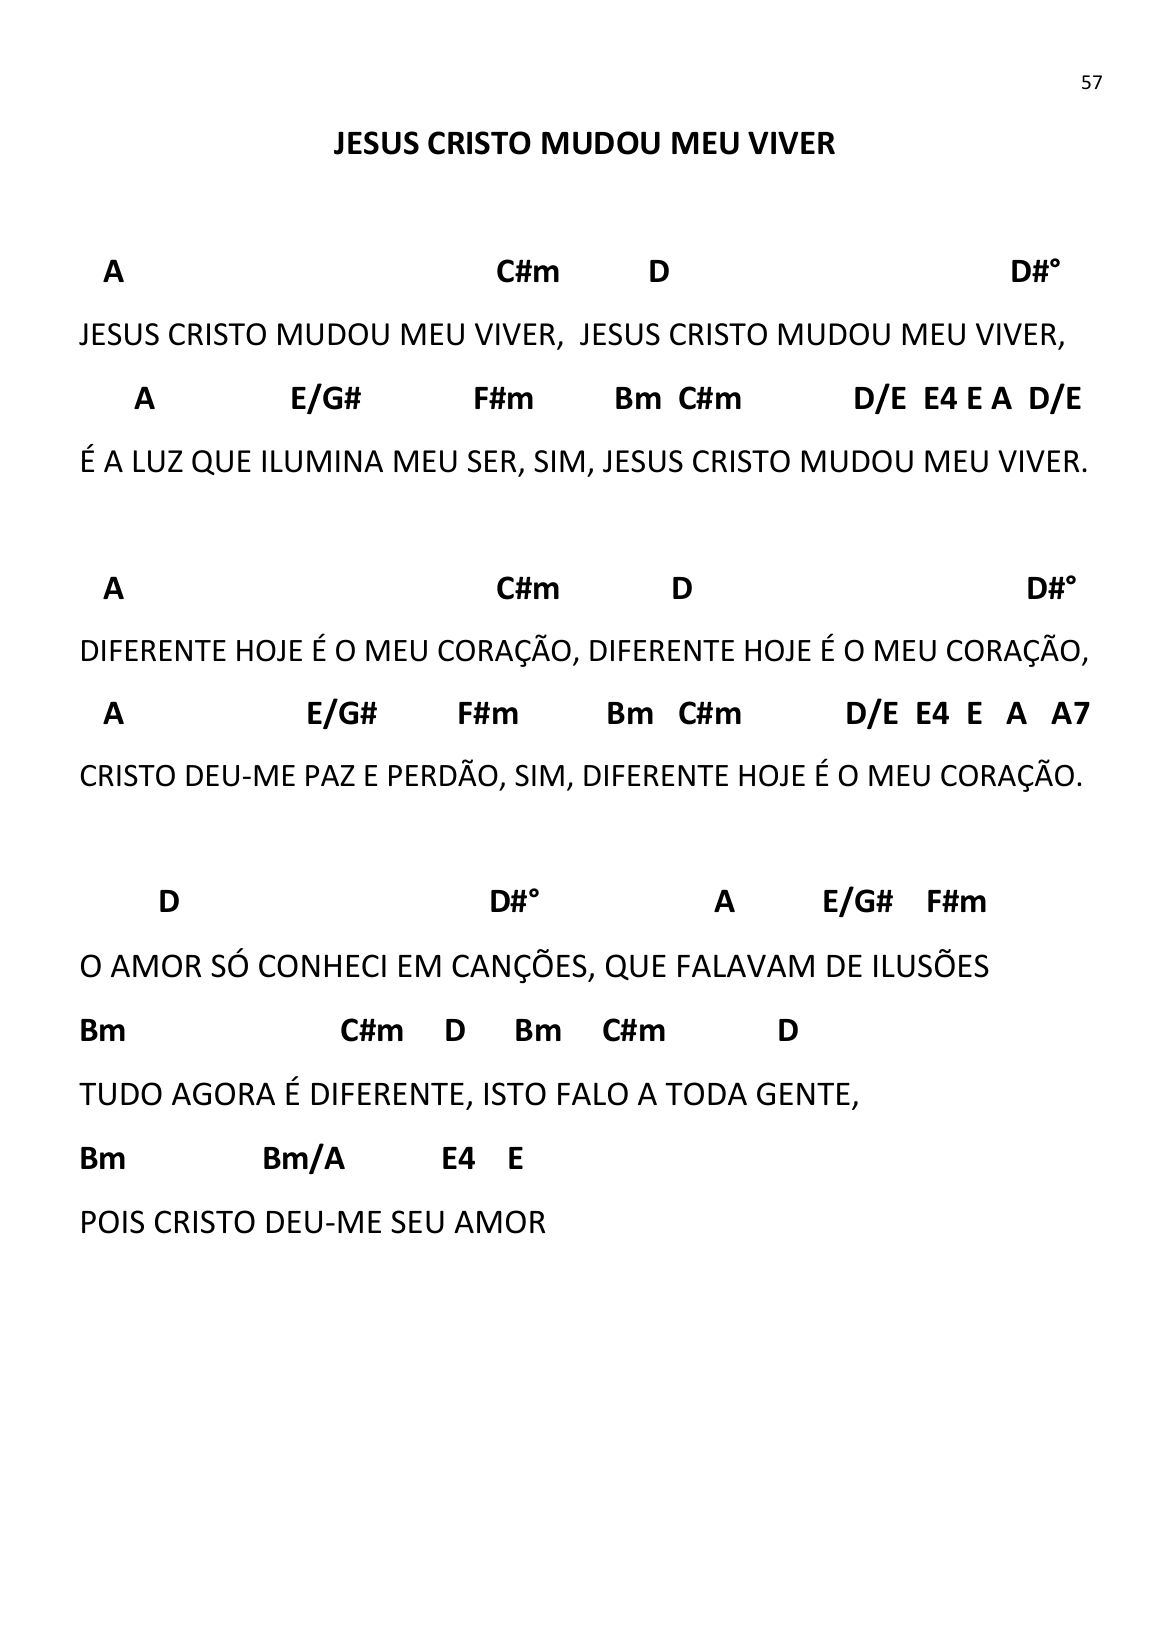 57
JESUS CRISTO MUDOU MEU VIVER
A C#m D D#°
JESUS CRISTO MUDOU MEU VIVER, JESUS CRISTO MUDOU MEU VIVER,
A E/G# F#m Bm C#m D/E E4 E A D/E
É A LUZ QUE ILUMINA MEU SER, SIM, JESUS CRISTO MUDOU MEU VIVER.
A C#m D D#°
DIFERENTE HOJE É O MEU CORAÇÃO, DIFERENTE HOJE É O MEU CORAÇÃO,
A E/G# F#m Bm C#m D/E E4 E A A7
CRISTO DEU-ME PAZ E PERDÃO, SIM, DIFERENTE HOJE É O MEU CORAÇÃO.
D D#° A E/G# F#m
O AMOR SÓ CONHECI EM CANÇÕES, QUE FALAVAM DE ILUSÕES
Bm C#m D Bm C#m D
TUDO AGORA É DIFERENTE, ISTO FALO A TODA GENTE,
Bm Bm/A E4 E
POIS CRISTO DEU-ME SEU AMOR